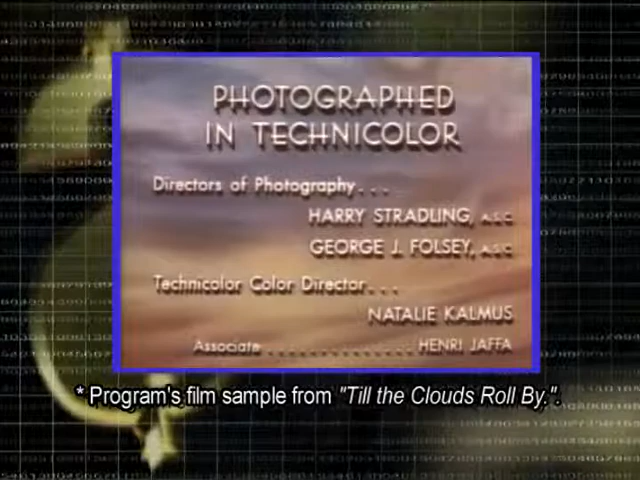 PHOTOGRAPHED
IN TECHNICOLOR
Directors of Photography . . .
HARRY STRADLING, A.S.C.
GEORGE J. FOLSEY, A.S.C.
Technicolor Color Director . . .
NATALIE KALMUS
Associate . . . . . . . . . . . . . . . . . HENRI JAFFA
* Program's film sample from "Till the Clouds Roll By.".